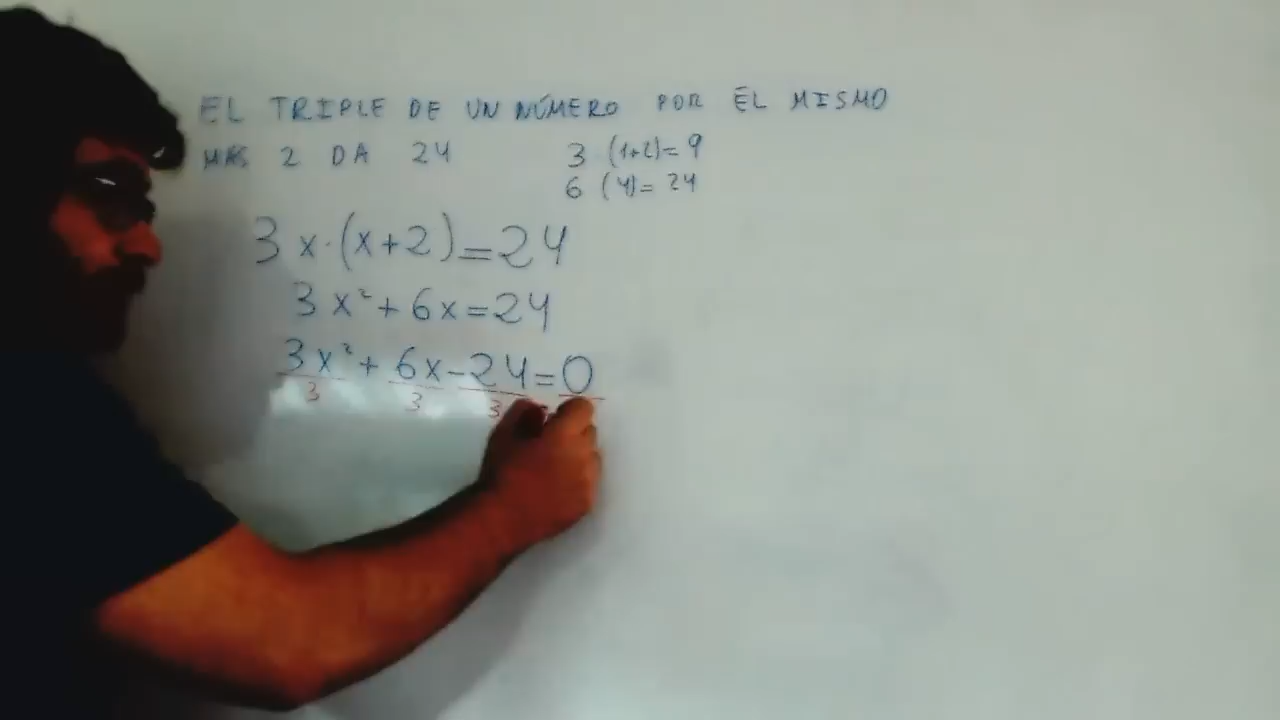 EL TRIPLE DE UN NÚMERO POR ÉL MISMO
MAS 2 DA 24
3 (1+2)= 9
6 (4)= 24
3x·(x+2)=24
3x²+6x=24
3x²+6x-24=0
3 3 3